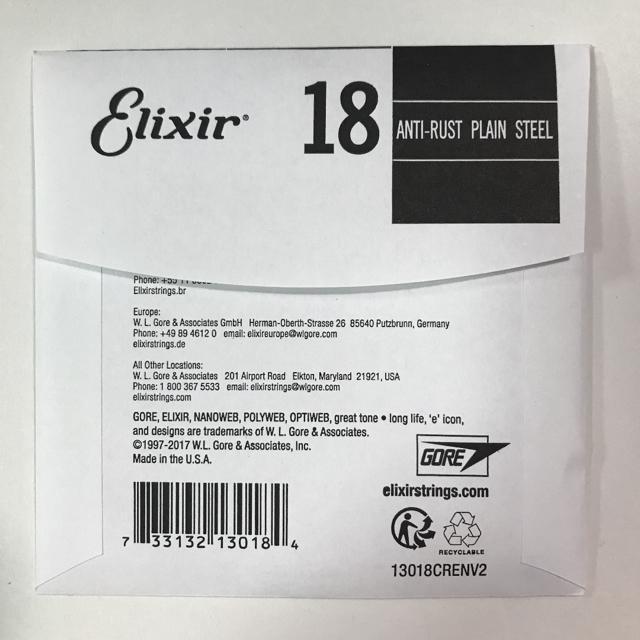 Elixir®
18
ANTI-RUST PLAIN STEEL
Phone: +55 11
Elixirstrings.br
Europe:
W. L. Gore & Associates GmbH Herman-Oberth-Strasse 26 85640 Putzbrunn, Germany
Phone: +49 89 4612 0 email: elixireurope@wlgore.com
elixirstrings.de
All Other Locations:
W. L. Gore & Associates 201 Airport Road Elkton, Maryland 21921, USA
Phone: 1 800 367 5533 email: elixirstrings@wlgore.com
elixirstrings.com
GORE, ELIXIR, NANOWEB, POLYWEB, OPTIWEB, great tone • long life, 'e' icon,
and designs are trademarks of W. L. Gore & Associates.
©1997-2017 W.L. Gore & Associates, Inc.
Made in the U.S.A.
GORE
elixirstrings.com
7 33132 13018 4
RECYCLABLE
13018CRENV2